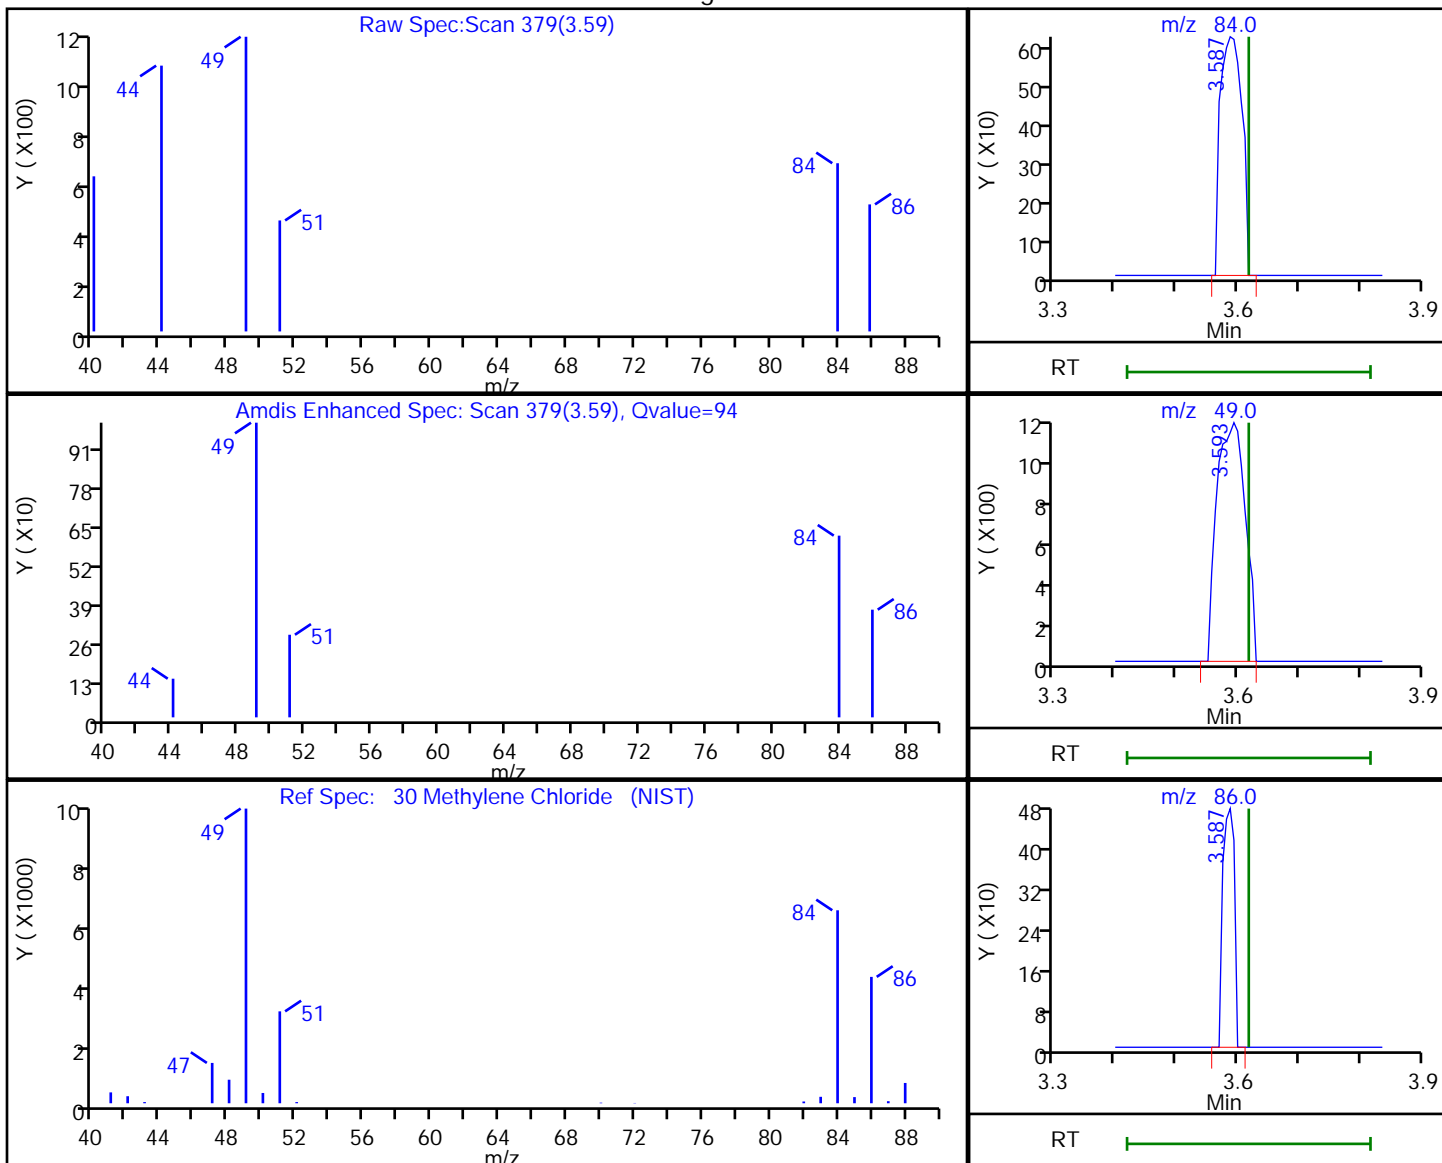 Raw Spec:Scan 379(3.59)
Y ( X100)
12
10
8
6
4
2
0
44
49
51
84
86
40 44 48 52 56 60 64 68 72 76 80 84 88
m/z
m/z 84.0
Y ( X10)
60
50
40
30
20
10
0
3.587
3.3 3.6 3.9
Min
RT
Amdis Enhanced Spec: Scan 379(3.59), Qvalue=94
Y ( X10)
91
78
65
52
39
26
13
0
44
49
51
84
86
40 44 48 52 56 60 64 68 72 76 80 84 88
m/z
m/z 49.0
Y ( X100)
12
10
8
6
4
2
0
3.593
3.3 3.6 3.9
Min
RT
Ref Spec: 30 Methylene Chloride (NIST)
Y ( X1000)
10
8
6
4
2
0
47
49
51
84
86
40 44 48 52 56 60 64 68 72 76 80 84 88
m/z
m/z 86.0
Y ( X10)
48
40
32
24
16
8
0
3.587
3.3 3.6 3.9
Min
RT